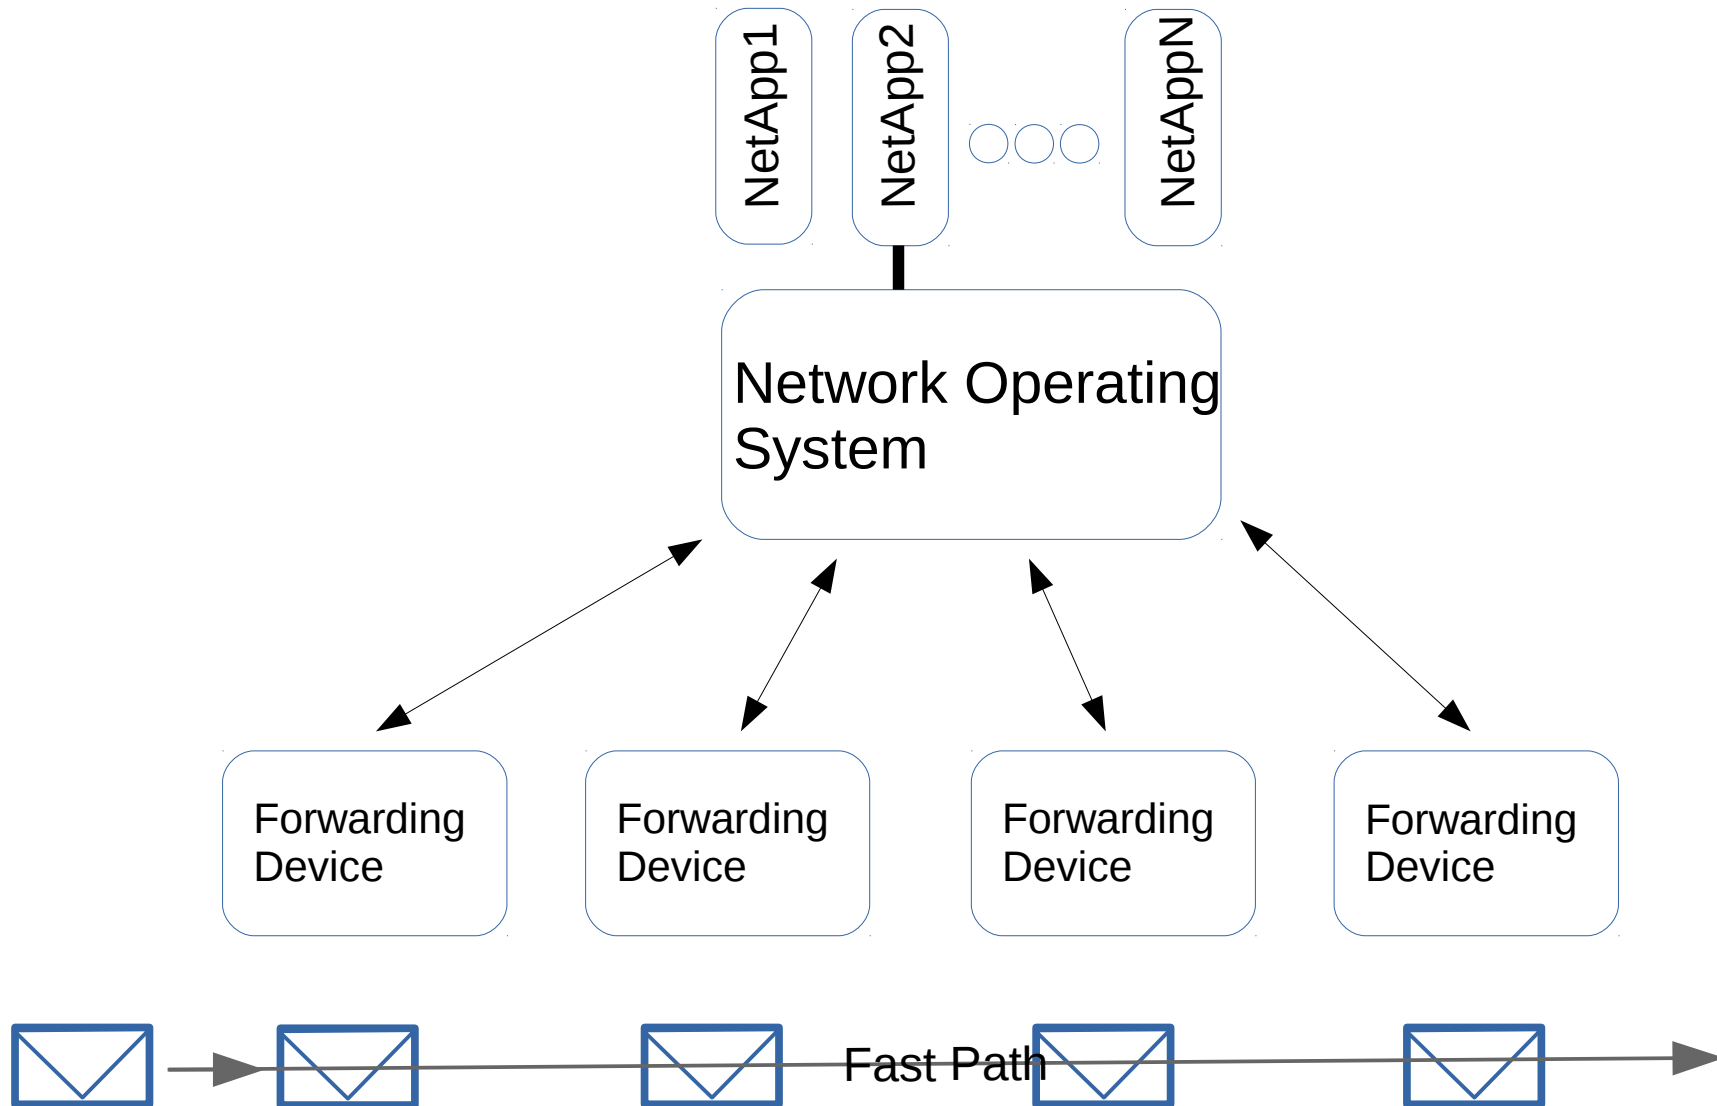 NetApp1
NetApp2
NetAppN
Network Operating
System
Forwarding
Device
Forwarding
Device
Forwarding
Device
Forwarding
Device
Fast Path